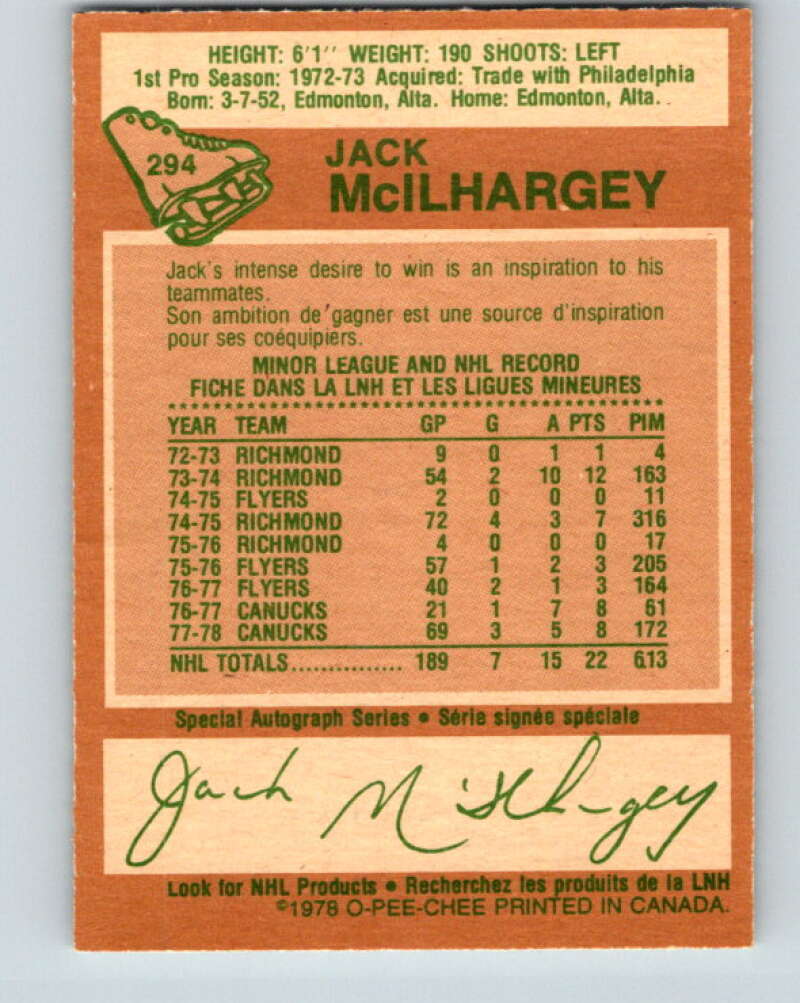 HEIGHT: 6'1'' WEIGHT: 190 SHOOTS: LEFT
1st Pro Season: 1972-73 Acquired: Trade with Philadelphia
Born: 3-7-52, Edmonton, Alta. Home: Edmonton, Alta.
294
JACK
McILHARGEY
Jack's intense desire to win is an inspiration to his
teammates.
Son ambition de gagner est une source d'inspiration
pour ses coéquipiers.
MINOR LEAGUE AND NHL RECORD
FICHE DANS LA LNH ET LES LIGUES MINEURES
YEAR TEAM GP G A PTS PIM
72-73 RICHMOND 9 0 1 1 4
73-74 RICHMOND 54 2 10 12 163
74-75 FLYERS 2 0 0 0 11
74-75 RICHMOND 72 4 3 7 316
75-76 RICHMOND 4 0 0 0 17
75-76 FLYERS 57 1 2 3 205
76-77 FLYERS 40 2 1 3 164
76-77 CANUCKS 21 1 7 8 61
77-78 CANUCKS 69 3 5 8 172
NHL TOTALS............... 189 7 15 22 613
Special Autograph Series • Série signée spéciale
Jack McIlhargey
Look for NHL Products • Recherchez les produits de la LNH
©1978 O-PEE-CHEE PRINTED IN CANADA.